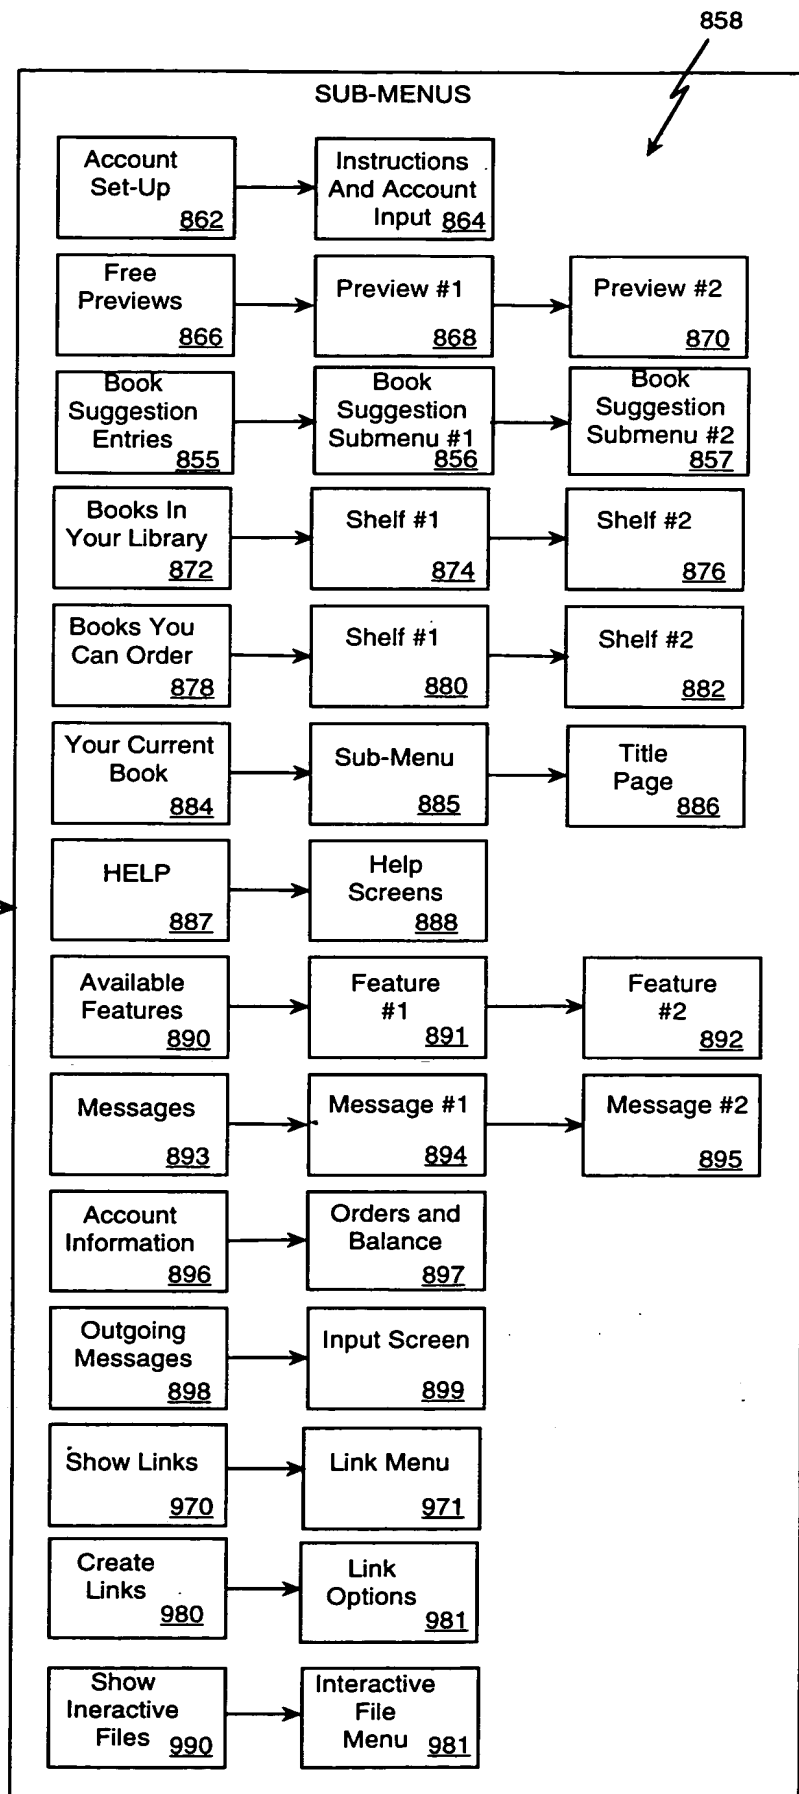 858
SUB-MENUS
Account
Set-Up
862
Instructions
And Account
Input 864
Free
Previews
866
Preview #1
868
Preview #2
870
Book
Suggestion
Entries
855
Book
Suggestion
Submenu #1
856
Book
Suggestion
Submenu #2
857
Books In
Your Library
872
Shelf #1
874
Shelf #2
876
Books You
Can Order
878
Shelf #1
880
Shelf #2
882
Your Current
Book
884
Sub-Menu
885
Title
Page
886
HELP
887
Help
Screens
888
Available
Features
890
Feature
#1
891
Feature
#2
892
Messages
893
Message #1
894
Message #2
895
Account
Information
896
Orders and
Balance
897
Outgoing
Messages
898
Input Screen
899
Show Links
970
Link Menu
971
Create
Links
980
Link
Options
981
Show
Ineractive
Files 990
Interactive
File
Menu 981